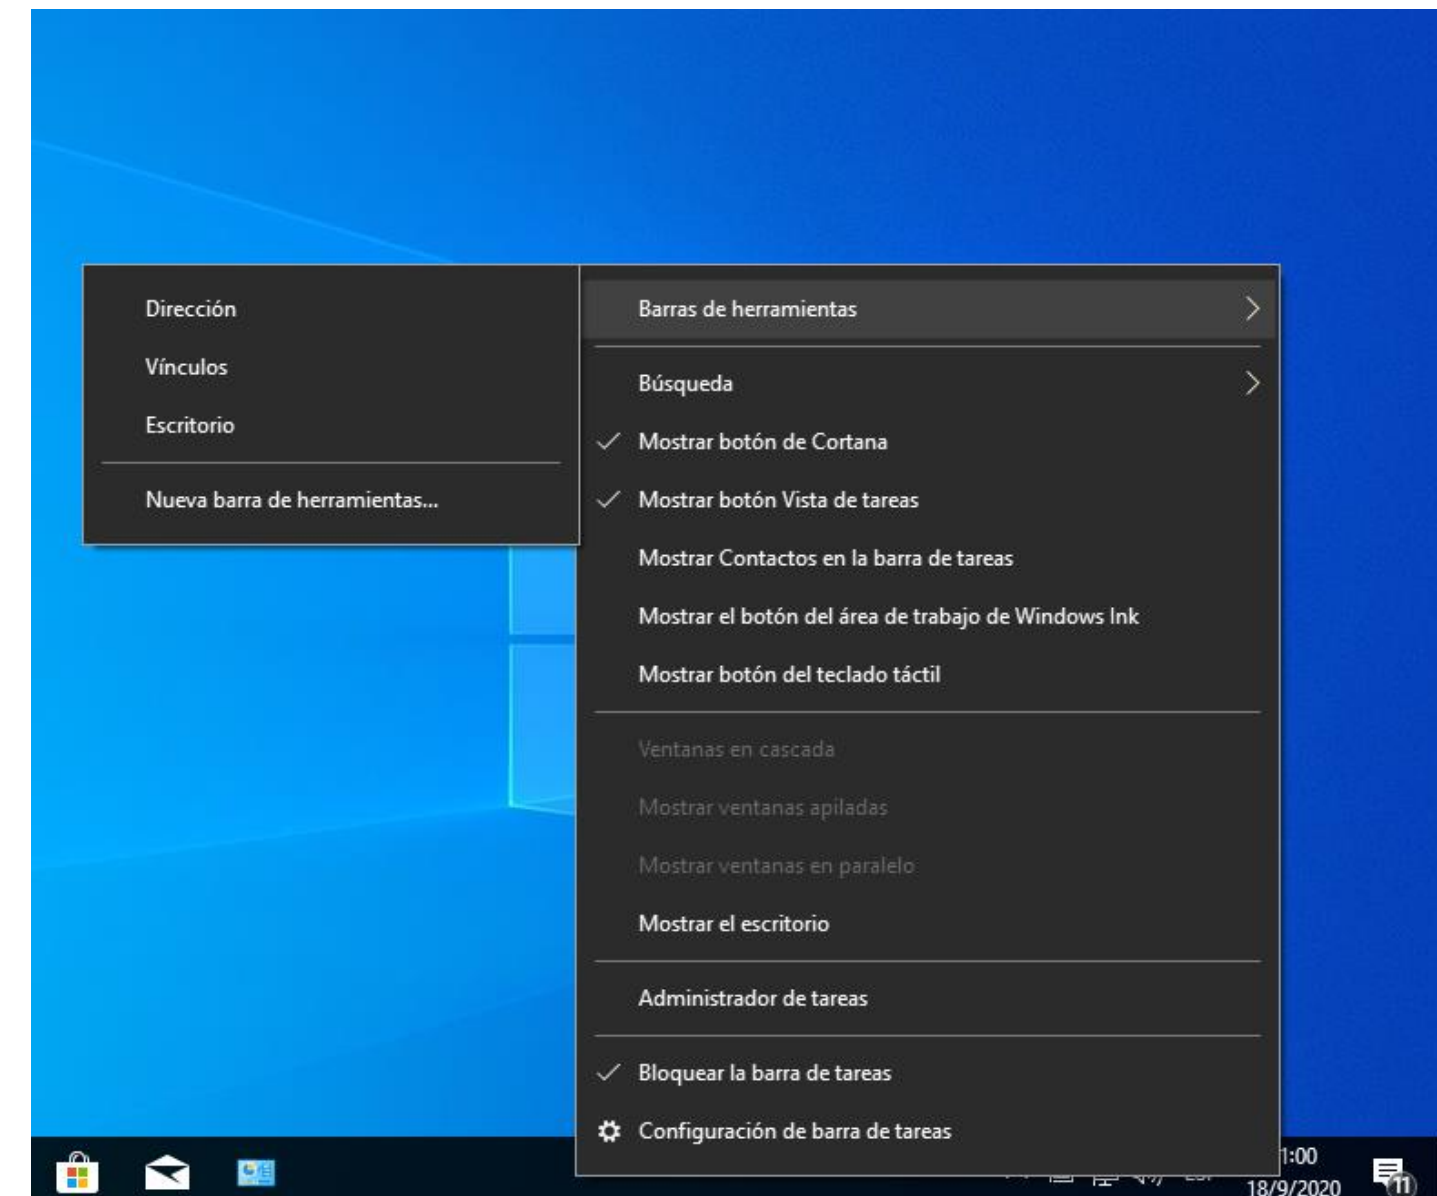 Dirección
Vínculos
Escritorio
Nueva barra de herramientas...
Barras de herramientas
Búsqueda
Mostrar botón de Cortana
Mostrar botón Vista de tareas
Mostrar Contactos en la barra de tareas
Mostrar el botón del área de trabajo de Windows Ink
Mostrar botón del teclado táctil
Ventanas en cascada
Mostrar ventanas apiladas
Mostrar ventanas en paralelo
Mostrar el escritorio
Administrador de tareas
Bloquear la barra de tareas
Configuración de barra de tareas
1:00
18/9/2020
11